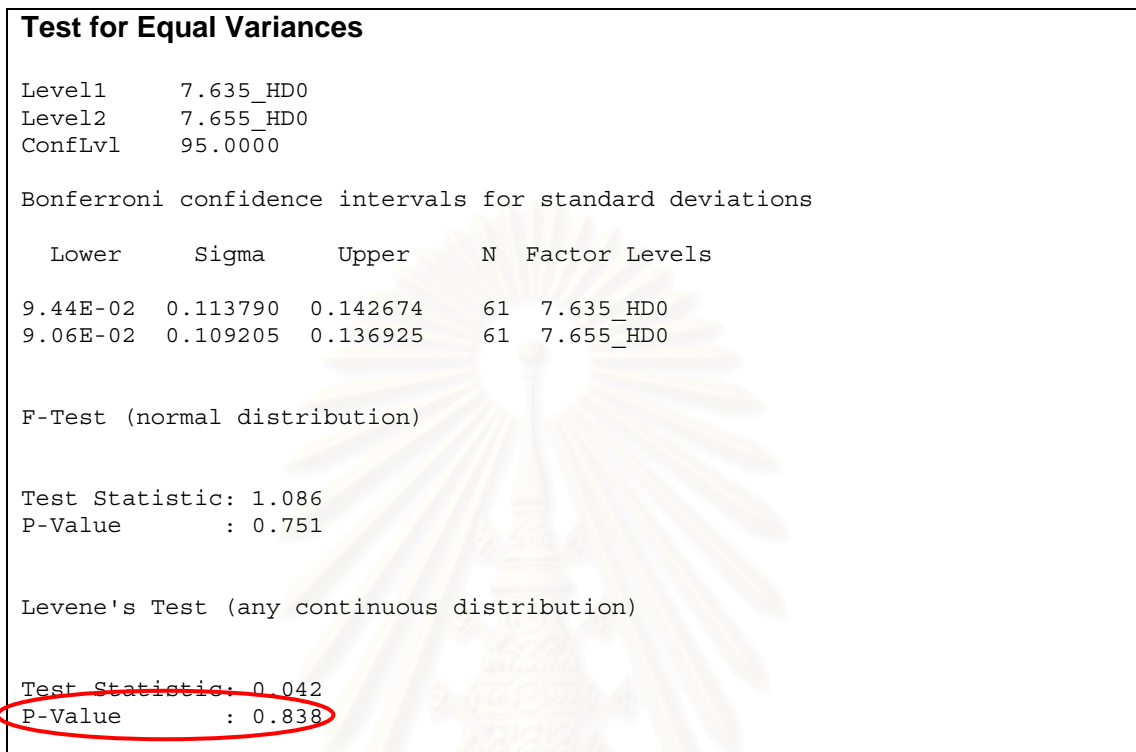 Test for Equal Variances
Level1 7.635_HD0
Level2 7.655_HD0
ConfLvl 95.0000
Bonferroni confidence intervals for standard deviations
Lower Sigma Upper N Factor Levels
9.44E-02 0.113790 0.142674 61 7.635_HD0
9.06E-02 0.109205 0.136925 61 7.655_HD0
F-Test (normal distribution)
Test Statistic: 1.086
P-Value : 0.751
Levene's Test (any continuous distribution)
Test Statistic: 0.042
P-Value : 0.838